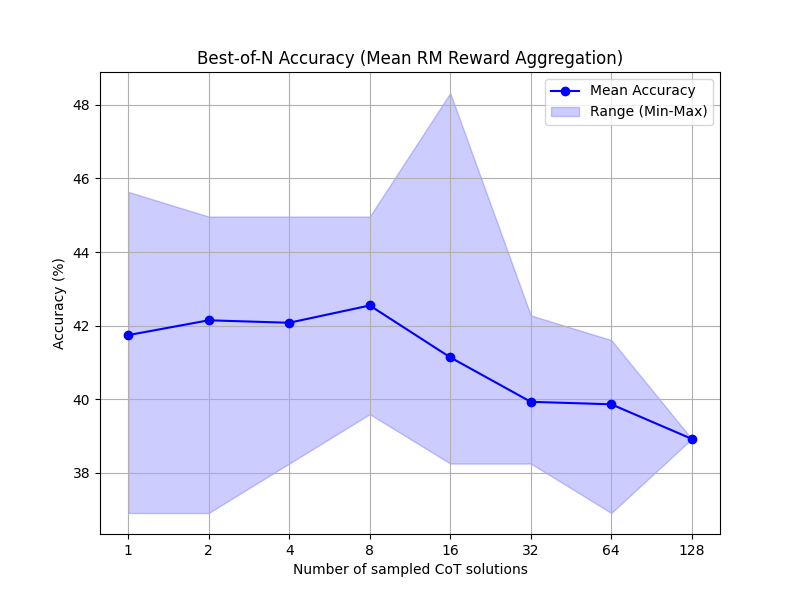 Best-of-N Accuracy (Mean RM Reward Aggregation)
Mean Accuracy
Range (Min-Max)
Accuracy (%)
48
46
44
42
40
38
1 2 4 8 16 32 64 128
Number of sampled CoT solutions